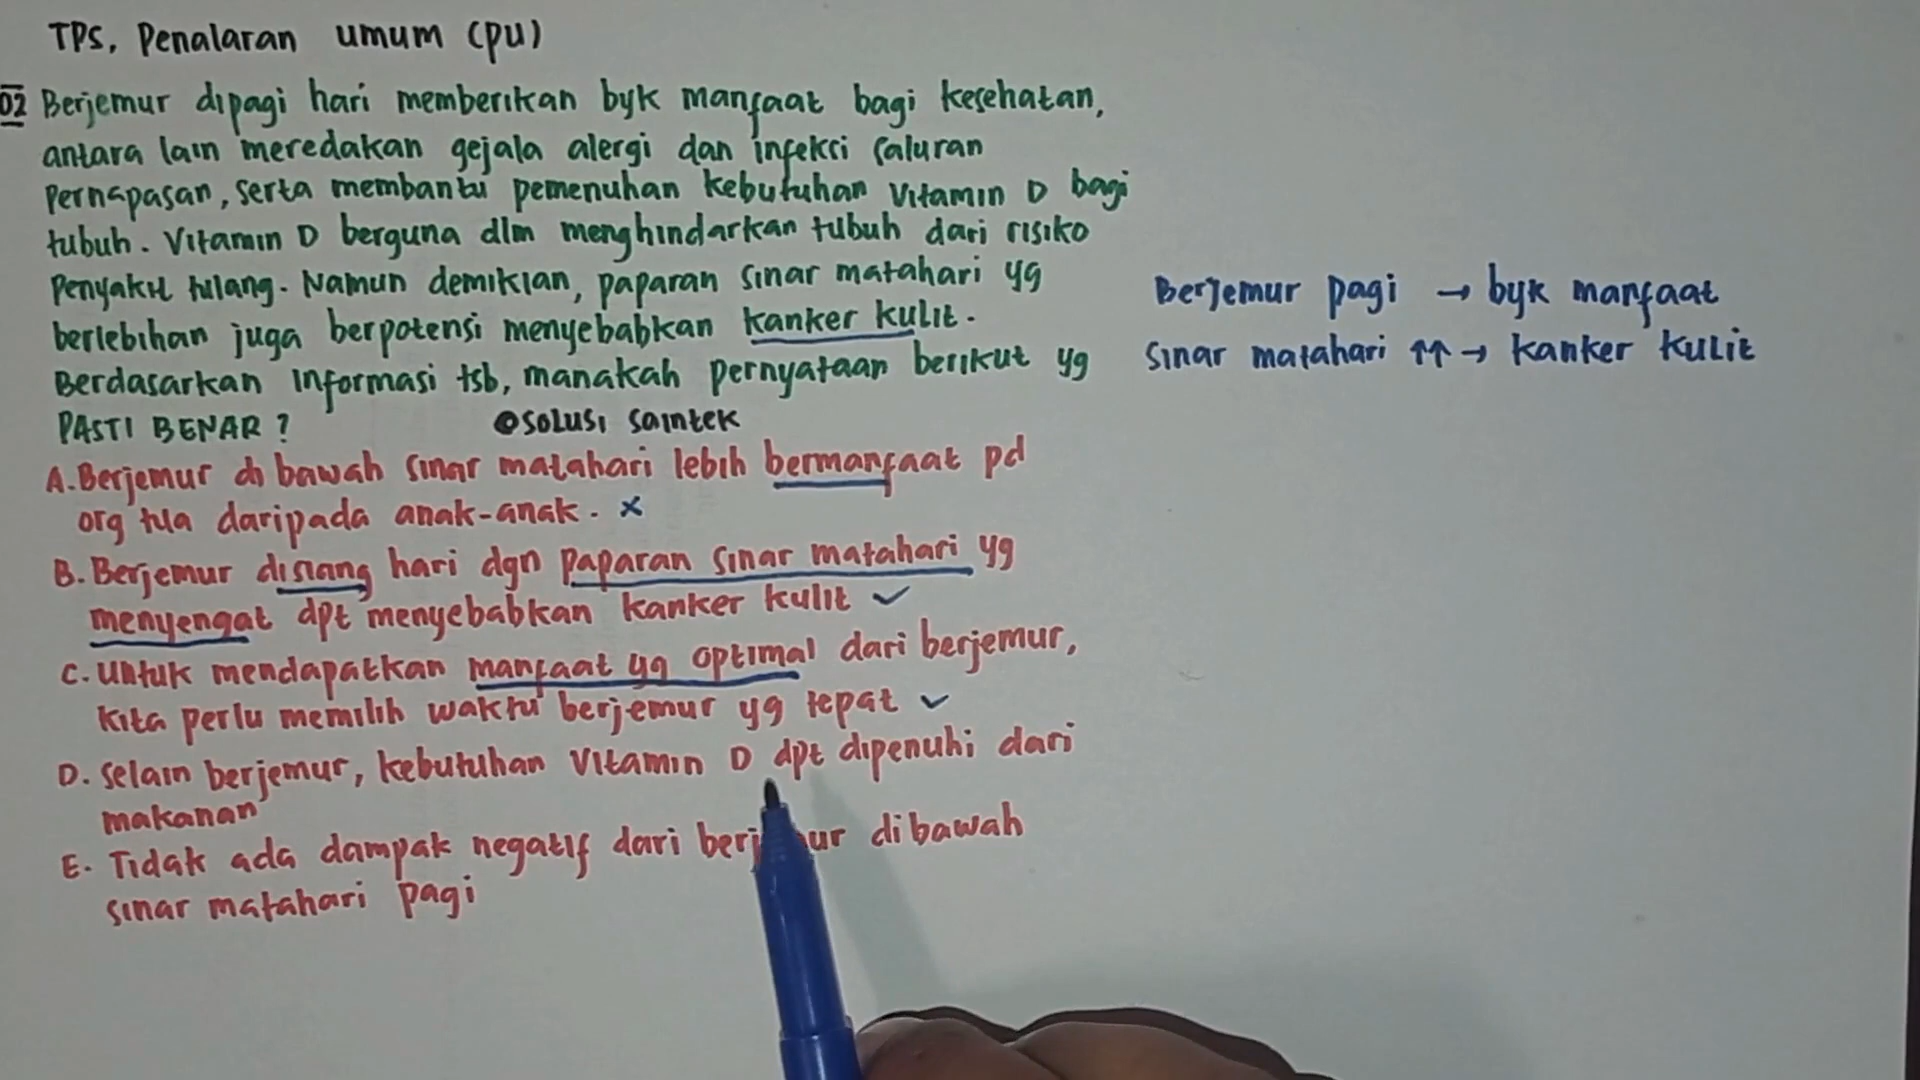 TPS, Penalaran umum (PU)
02 Berjemur dipagi hari memberikan byk manfaat bagi kesehatan,
antara lain meredakan gejala alergi dan infeksi saluran
Pernapasan, serta membantu pemenuhan kebutuhan Vitamin D bagi
tubuh. Vitamin D berguna dlm menghindarkan tubuh dari risiko
Penyakit tulang. Namun demikian, paparan sinar matahari yg
berlebihan juga berpotensi menyebabkan kanker kulit.
Berdasarkan informasi tsb, manakah pernyataan berikut yg
PASTI BENAR?
@solusi saintek
Berjemur pagi → byk manfaat
Sinar matahari ↑↑ → kanker kulit
A. Berjemur di bawah sinar matahari lebih bermanfaat pd
org tua daripada anak-anak. ×
B. Berjemur disiang hari dgn paparan sinar matahari yg
menyengat dpt menyebabkan kanker kulit ✓
C. Untuk mendapatkan manfaat yg optimal dari berjemur,
kita perlu memilih waktu berjemur yg tepat ✓
D. Selain berjemur, kebutuhan Vitamin D dpt dipenuhi dari
makanan
E. Tidak ada dampak negatif dari berjemur dibawah
sinar matahari pagi